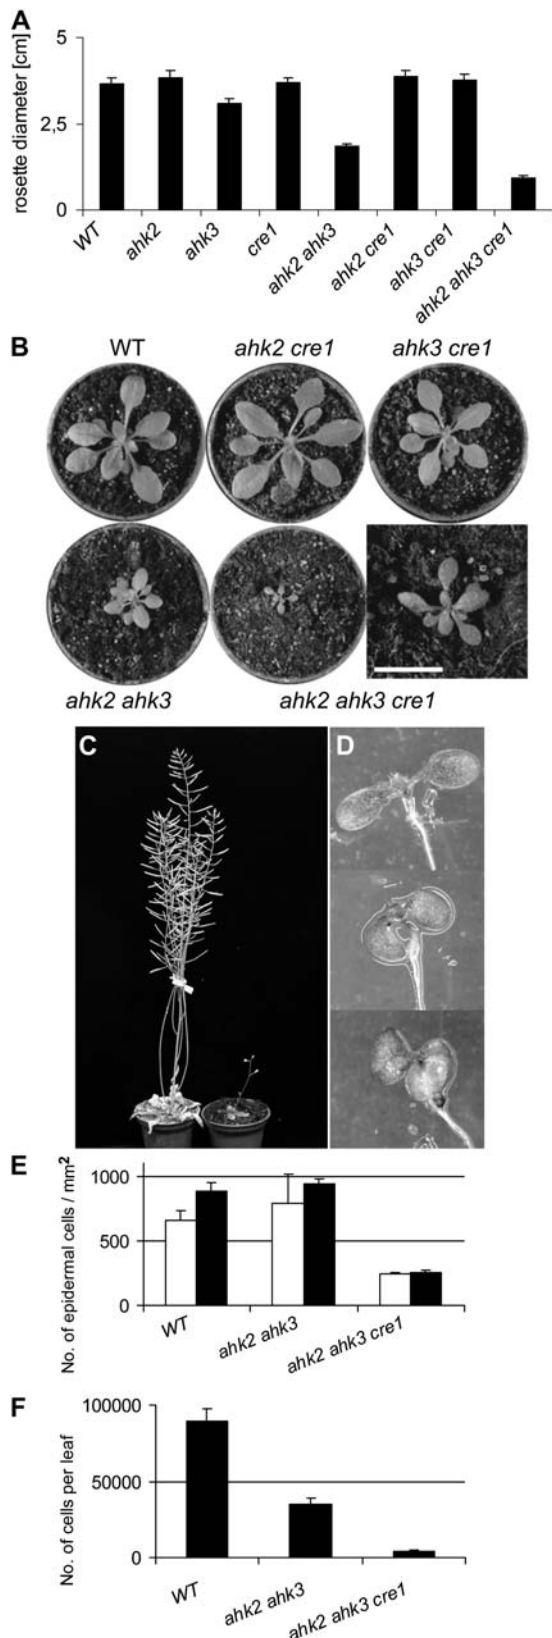 A
rosette diameter [cm]
5
2,5
0
WT
ahk2
ahk3
cre1
ahk2 ahk3
ahk2 cre1
ahk3 cre1
ahk2 ahk3 cre1
B
WT ahk2 cre1 ahk3 cre1
ahk2 ahk3 ahk2 ahk3 cre1
C D
E
No. of epidermal cells / mm²
1000
500
0
WT
ahk2 ahk3
ahk2 ahk3 cre1
F
No. of cells per leaf
100000
50000
0
WT
ahk2 ahk3
ahk2 ahk3 cre1